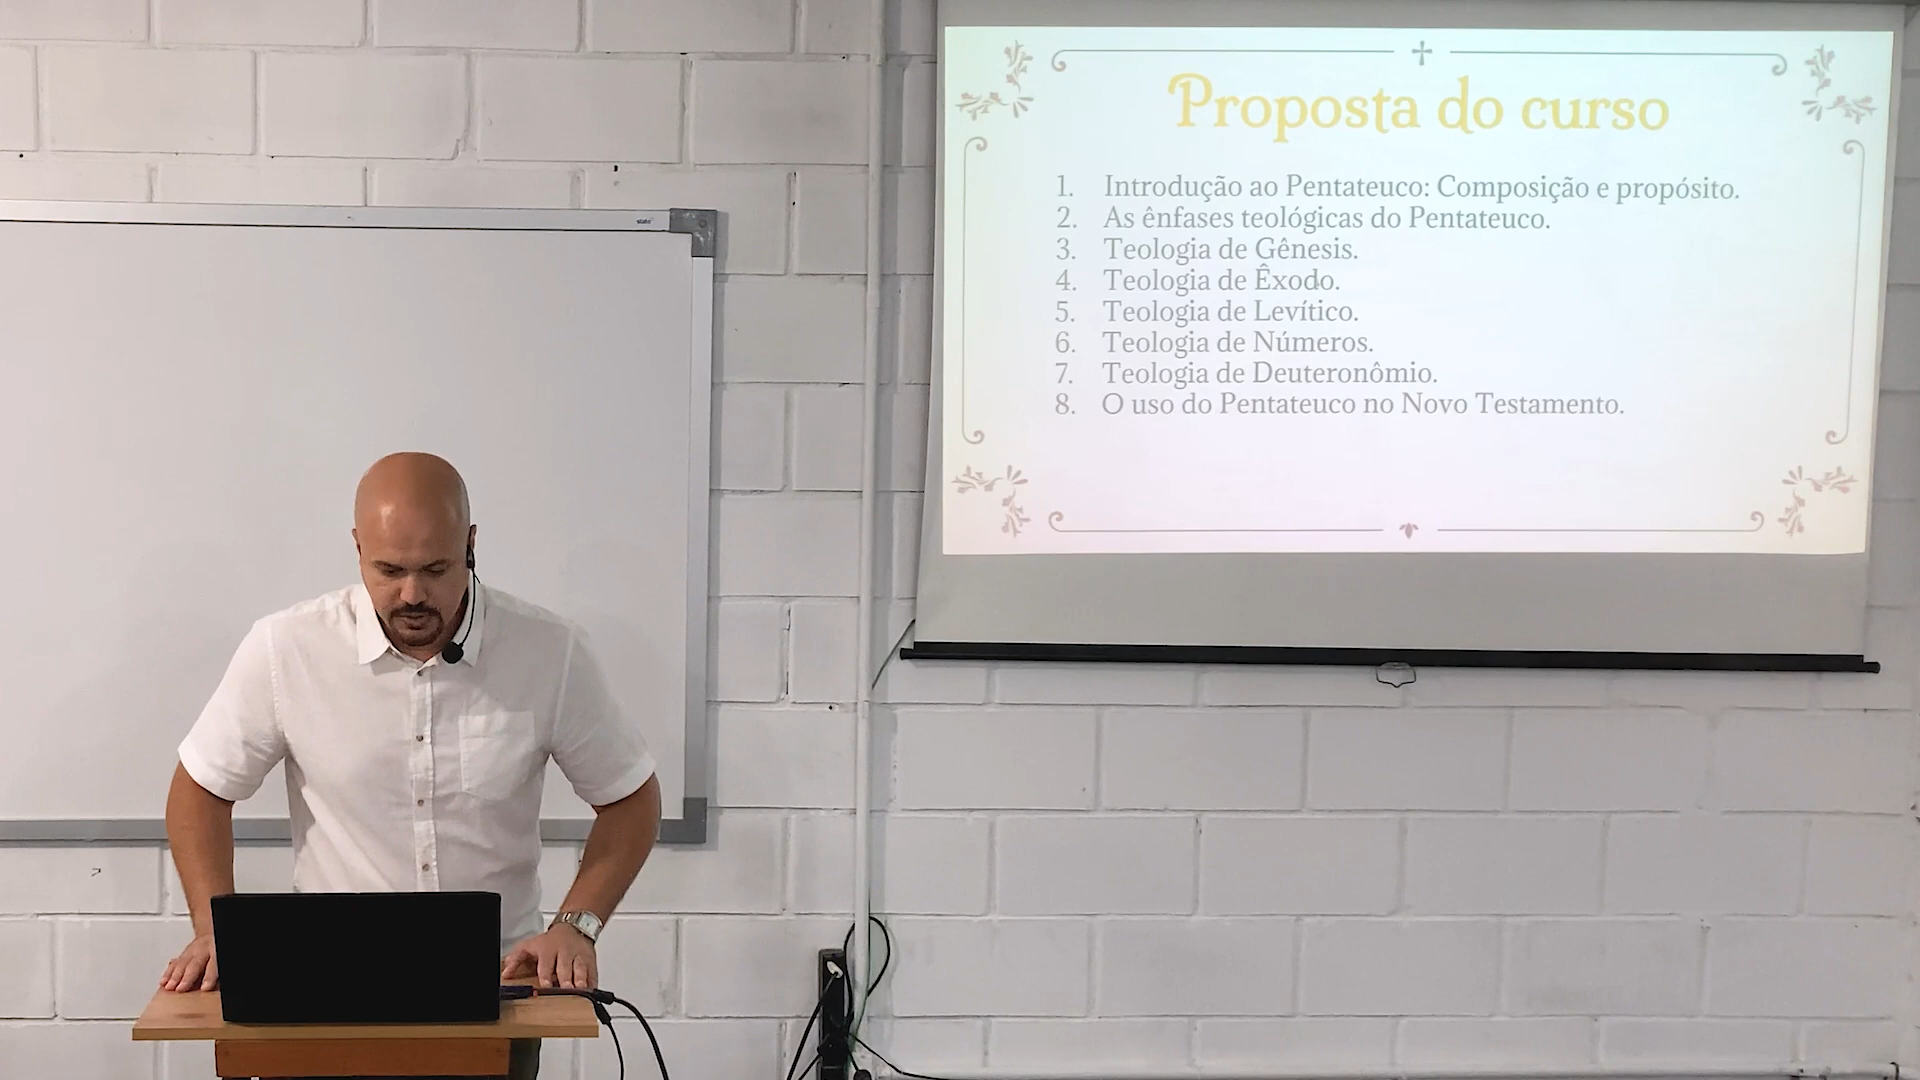 Proposta do curso
1. Introdução ao Pentateuco: Composição e propósito.
2. As ênfases teológicas do Pentateuco.
3. Teologia de Gênesis.
4. Teologia de Êxodo.
5. Teologia de Levítico.
6. Teologia de Números.
7. Teologia de Deuteronômio.
8. O uso do Pentateuco no Novo Testamento.